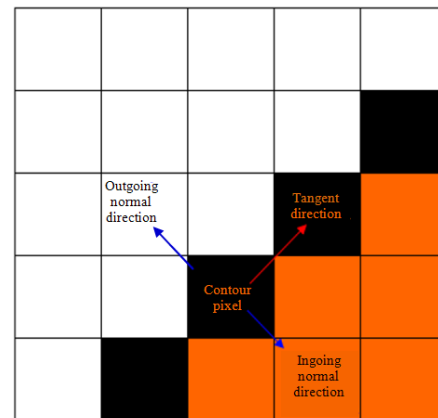 Outgoing
normal
direction
Tangent
direction
Contour
pixel
Ingoing
normal
direction